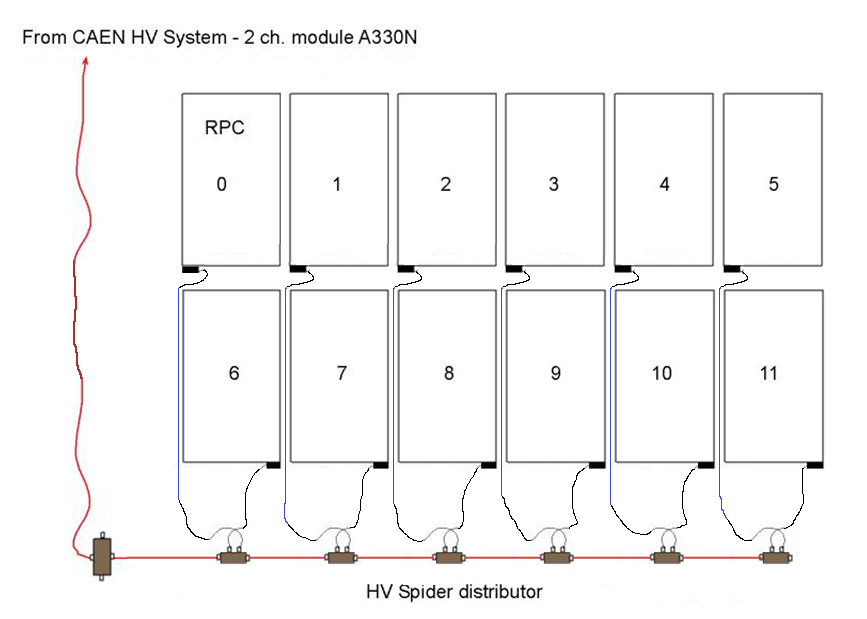 From CAEN HV System - 2 ch. module A330N
RPC
0 1 2 3 4 5
6 7 8 9 10 11
HV Spider distributor